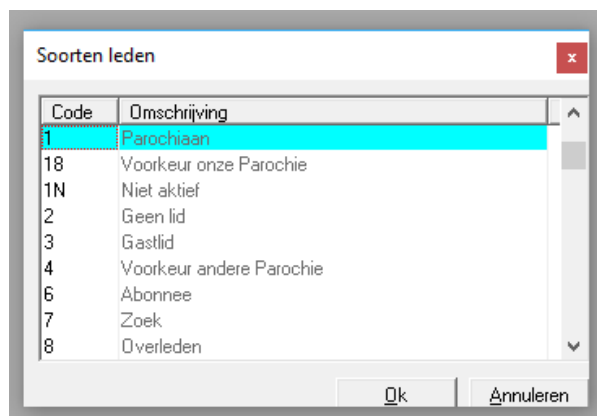 Soorten leden
x
Code Omschrijving
1 Parochiaan
18 Voorkeur onze Parochie
1N Niet aktief
2 Geen lid
3 Gastlid
4 Voorkeur andere Parochie
6 Abonnee
7 Zoek
8 Overleden
Ok Annuleren